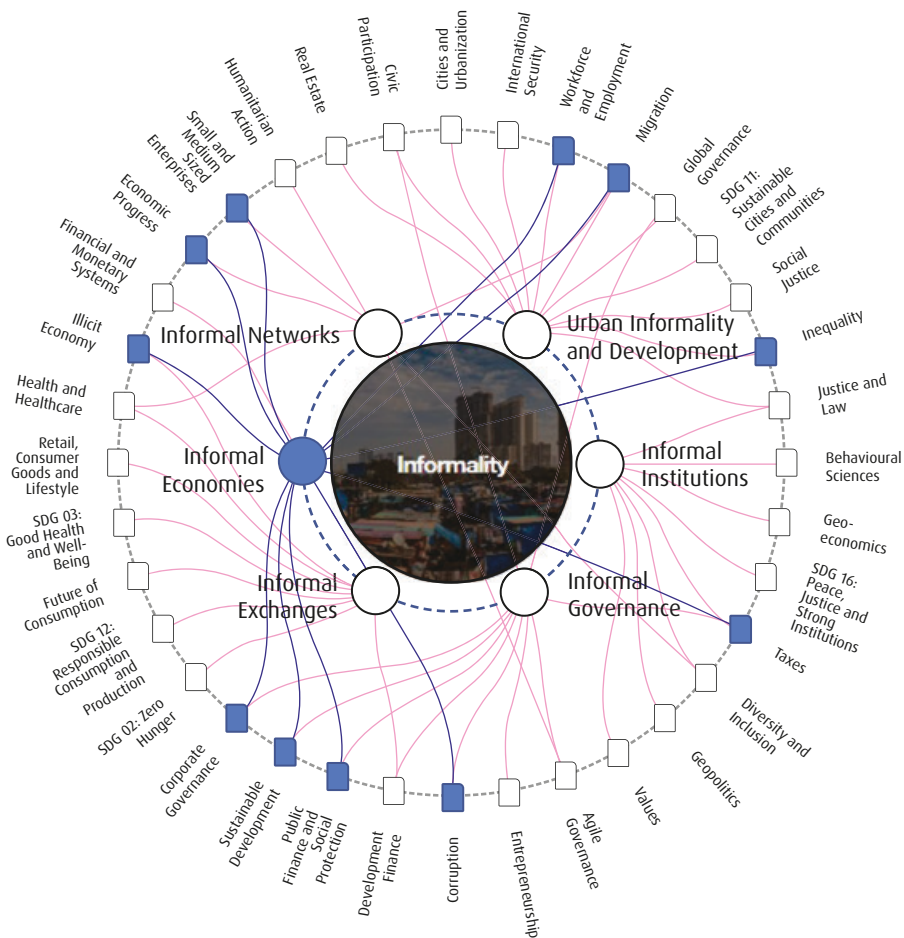 Cities and
Urbanization
International
Security
Workforce
and
Employment
Migration
Global
Governance
SDG 11:
Sustainable
Cities and
Communities
Social
Justice
Inequality
Justice and
Law
Behavioural
Sciences
Geo-
economics
SDG 16:
Peace,
Justice and
Strong
Institutions
Taxes
Diversity and
Inclusion
Geopolitics
Values
Agile
Governance
Entrepreneurship
Corruption
Development
Finance
Public
Finance and
Social
Protection
Sustainable
Development
Corporate
Governance
SDG 02: Zero
Hunger
SDG 12:
Responsible
Consumption
and
Production
Future of
Consumption
SDG 03:
Good Health
and Well-
Being
Retail,
Consumer
Goods and
Lifestyle
Health and
Healthcare
Illicit
Economy
Financial and
Monetary
Systems
Economic
Progress
Small and
Medium
Sized
Enterprises
Humanitarian
Action
Real Estate
Civic
Participation
Informal Networks
Urban Informality
and Development
Informal
Economies
Informality
Informal
Institutions
Informal
Exchanges
Informal
Governance